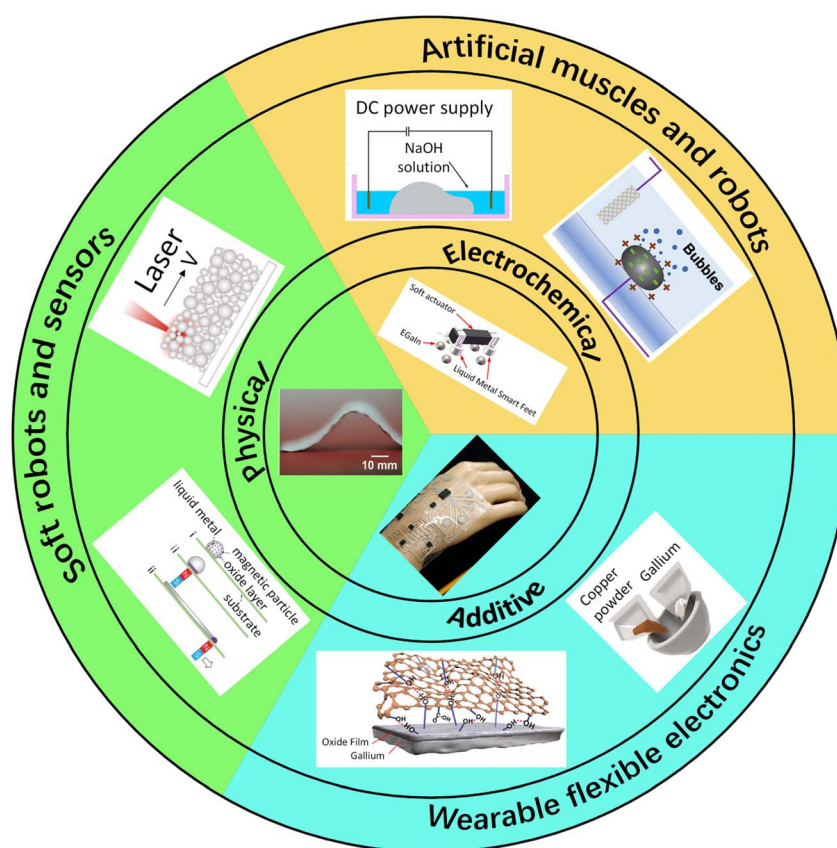 Artificial muscles and robots
DC power supply
NaOH
solution
Bubbles
Electrochemical/
Soft actuator
EGaIn
Liquid Metal Smart Feet
Soft robots and sensors
Laser
V
Physical/
10 mm
liquid metal
i
ii
iii
magnetic particle
oxide layer
substrate
Additive
Copper
powder
Gallium
Oxide Film
Gallium
OH
HO
Wearable flexible electronics